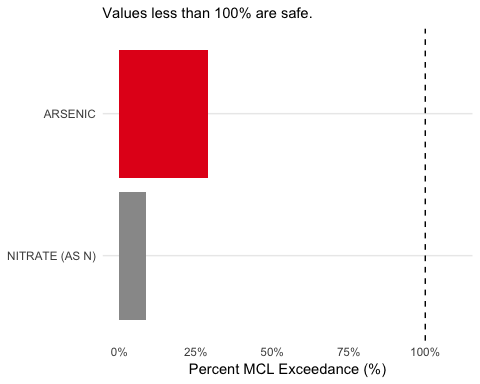 Values less than 100% are safe.
ARSENIC
NITRATE (AS N)
0% 25% 50% 75% 100%
Percent MCL Exceedance (%)